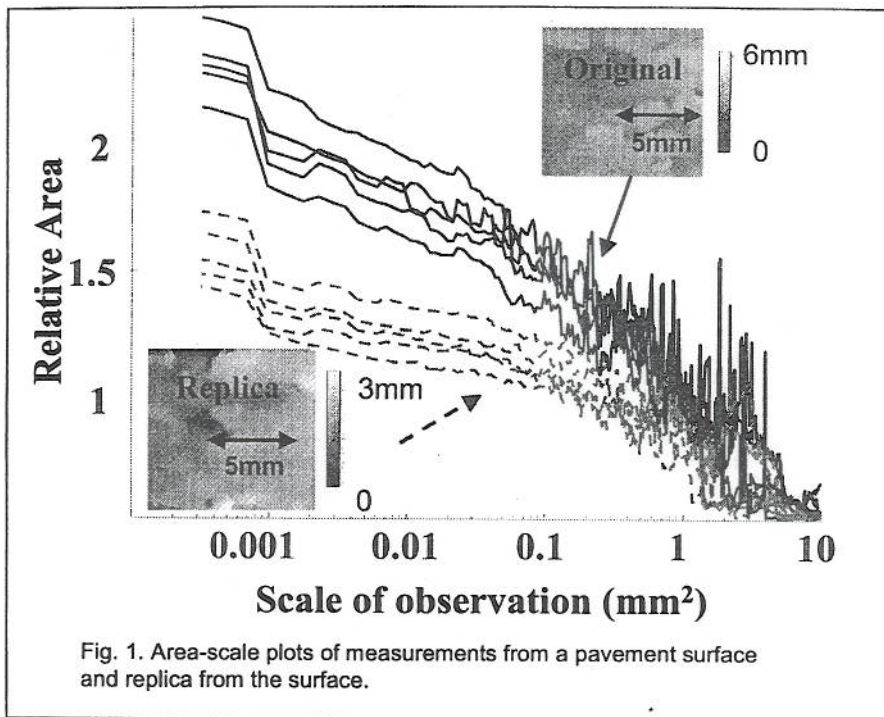 Original
6mm
5mm
0
2
1.5
1
Relative Area
Replica
3mm
5mm
0
0.001 0.01 0.1 1 10
Scale of observation (mm²)
Fig. 1. Area-scale plots of measurements from a pavement surface
and replica from the surface.